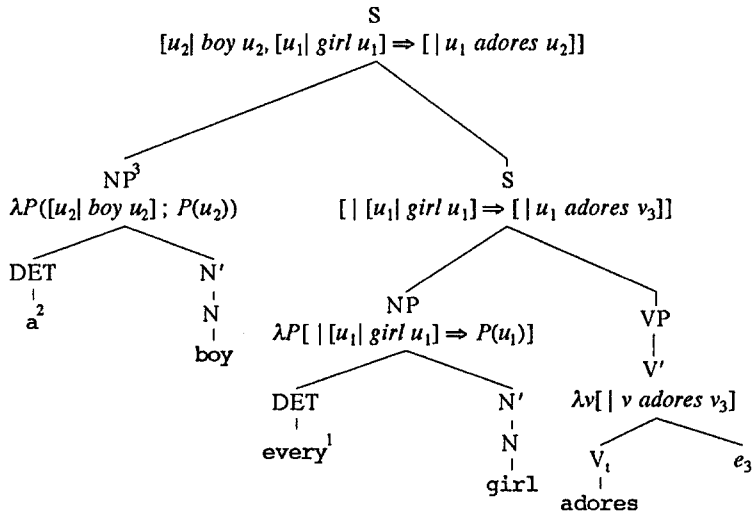 S
[u₂| boy u₂, [u₁| girl u₁] ⇒ [ | u₁ adores u₂]]
NP³ S
λP([u₂| boy u₂] ; P(u₂)) [ | [u₁| girl u₁] ⇒ [ | u₁ adores v₃]]
DET N′ NP VP
a² N λP[ | [u₁| girl u₁] ⇒ P(u₁)] V′
boy DET N′ λv[ | v adores v₃]
every¹ N Vₜ e₃
girl adores